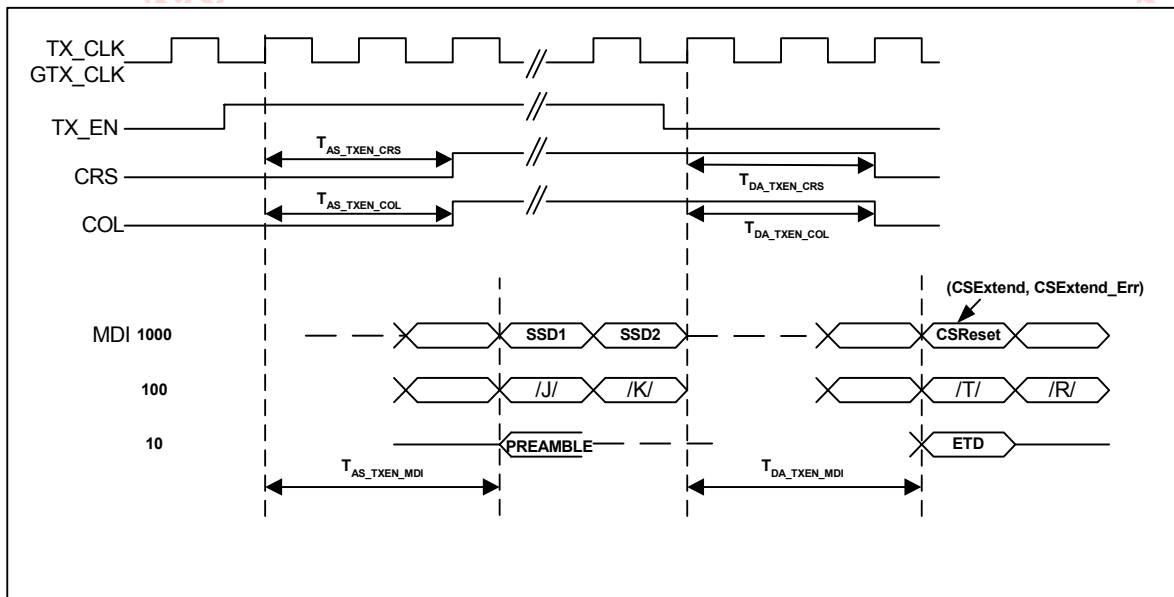 TX_CLK
GTX_CLK
TX_EN
T_AS_TXEN_CRS
CRS
T_DA_TXEN_CRS
T_AS_TXEN_COL
COL
T_DA_TXEN_COL
(CSExtend, CSExtend_Err)
MDI 1000 SSD1 SSD2 CSReset
100 /J/ /K/ /T/ /R/
10 PREAMBLE ETD
T_AS_TXEN_MDI T_DA_TXEN_MDI